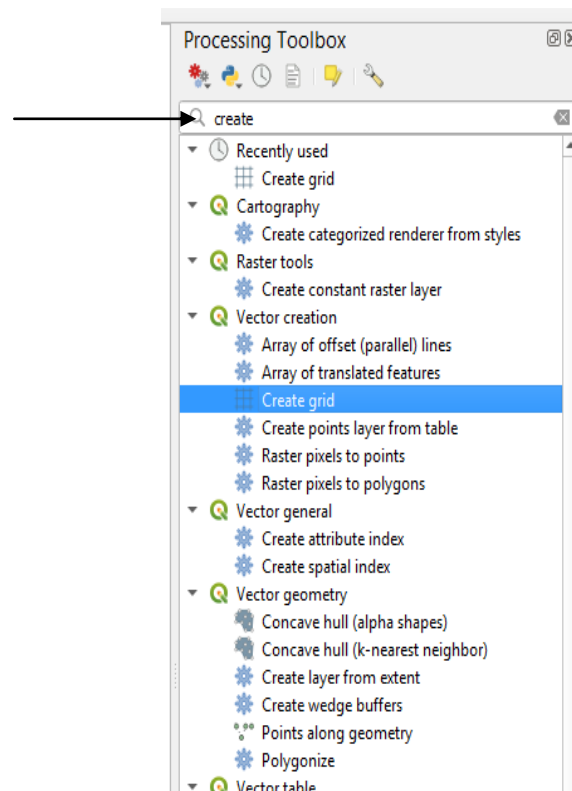 Processing Toolbox
create
Recently used
Create grid
Cartography
Create categorized renderer from styles
Raster tools
Create constant raster layer
Vector creation
Array of offset (parallel) lines
Array of translated features
Create grid
Create points layer from table
Raster pixels to points
Raster pixels to polygons
Vector general
Create attribute index
Create spatial index
Vector geometry
Concave hull (alpha shapes)
Concave hull (k-nearest neighbor)
Create layer from extent
Create wedge buffers
Points along geometry
Polygonize
Vector table